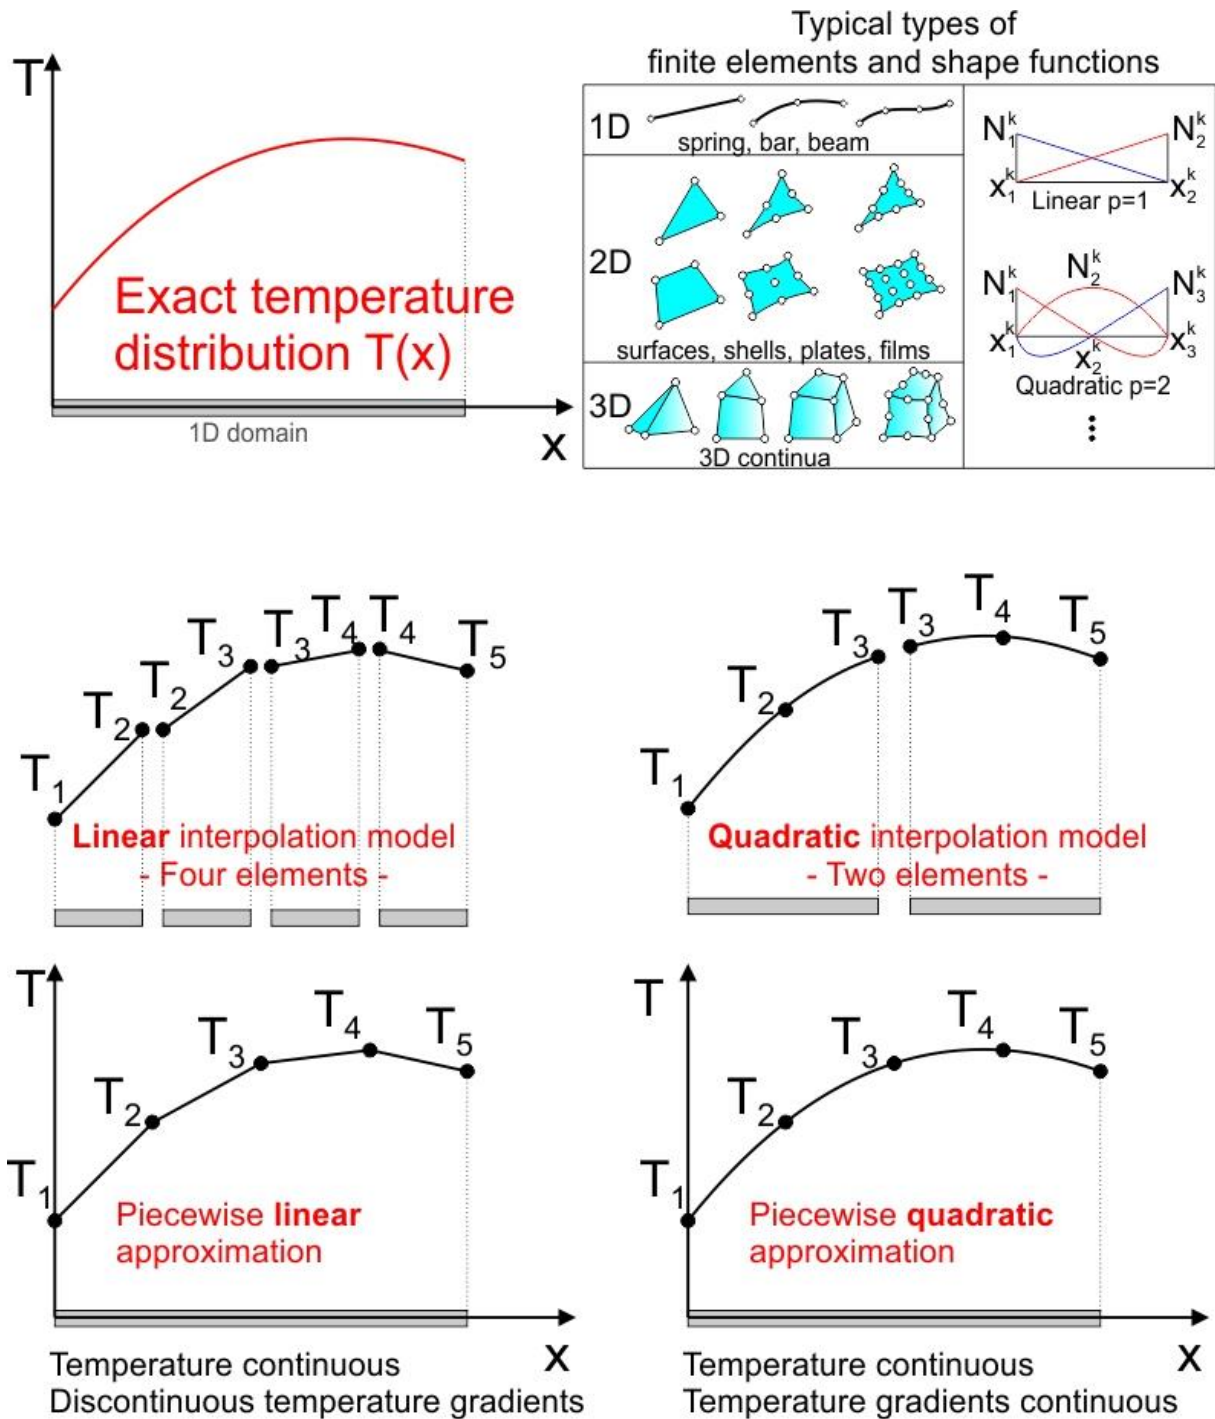 Typical types of
finite elements and shape functions
T
Exact temperature
distribution T(x)
1D domain
x
1D
spring, bar, beam
2D
surfaces, shells, plates, films
3D
3D continua
N₁ᵏ N₂ᵏ
x₁ᵏ x₂ᵏ
Linear p=1
N₁ᵏ N₂ᵏ N₃ᵏ
x₁ᵏ x₂ᵏ x₃ᵏ
Quadratic p=2
T₁ T₂ T₂ T₃ T₃ T₄ T₄ T₅
Linear interpolation model
- Four elements -
T₁ T₂ T₃ T₃ T₄ T₅
Quadratic interpolation model
- Two elements -
T
T₁ T₂ T₃ T₄ T₅
Piecewise linear
approximation
x
Temperature continuous
Discontinuous temperature gradients
T
T₁ T₂ T₃ T₄ T₅
Piecewise quadratic
approximation
x
Temperature continuous
Temperature gradients continuous